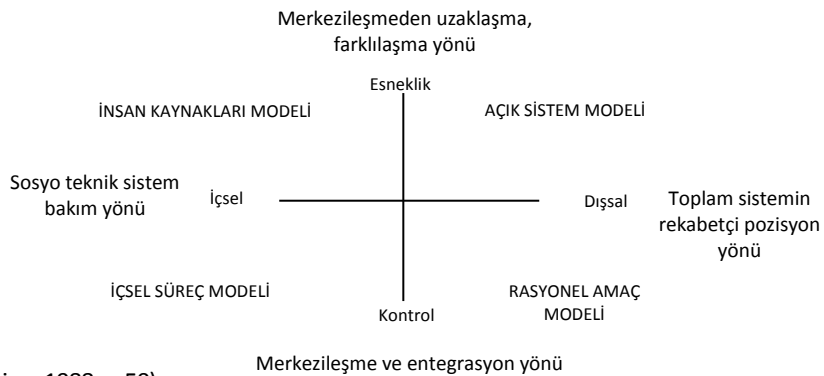 Merkezileşmeden uzaklaşma,
farklılaşma yönü
Esneklik
İNSAN KAYNAKLARI MODELİ
AÇIK SİSTEM MODELİ
Sosyo teknik sistem
bakım yönü
İçsel
Dışsal
Toplam sistemin
rekabetçi pozisyon
yönü
İÇSEL SÜREÇ MODELİ
RASYONEL AMAÇ
MODELİ
Kontrol
Merkezileşme ve entegrasyon yönü